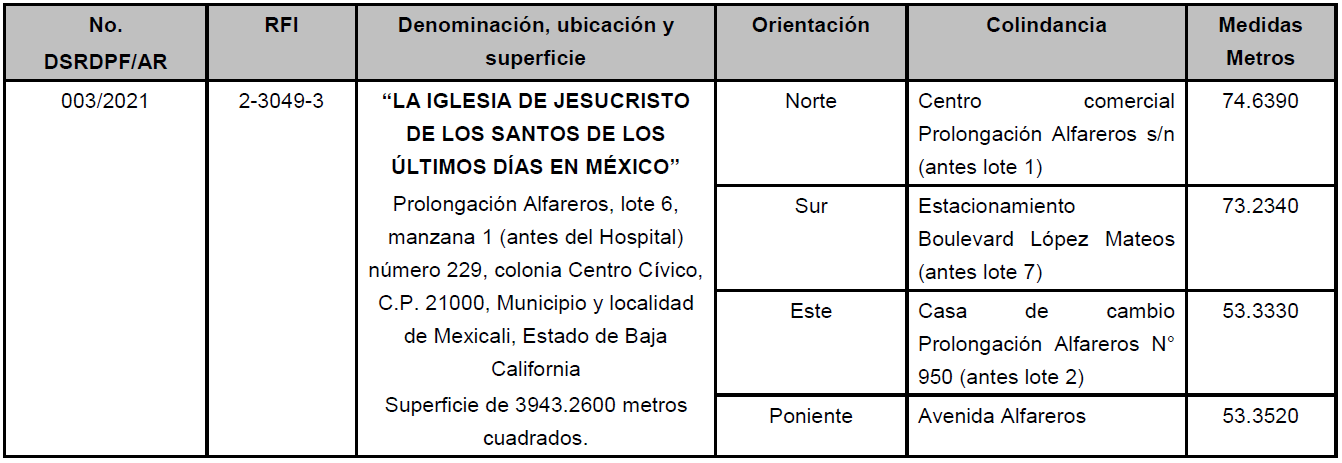 No.
DSRDPF/AR
RFI
Denominación, ubicación y
superficie
Orientación
Colindancia
Medidas
Metros
003/2021
2-3049-3
“LA IGLESIA DE JESUCRISTO
DE LOS SANTOS DE LOS
ÚLTIMOS DÍAS EN MÉXICO”
Prolongación Alfareros, lote 6,
manzana 1 (antes del Hospital)
número 229, colonia Centro Cívico,
C.P. 21000, Municipio y localidad
de Mexicali, Estado de Baja
California
Superficie de 3943.2600 metros
cuadrados.
Norte
Centro comercial
Prolongación Alfareros s/n
(antes lote 1)
74.6390
Sur
Estacionamiento
Boulevard López Mateos
(antes lote 7)
73.2340
Este
Casa de cambio
Prolongación Alfareros N°
950 (antes lote 2)
53.3330
Poniente
Avenida Alfareros
53.3520